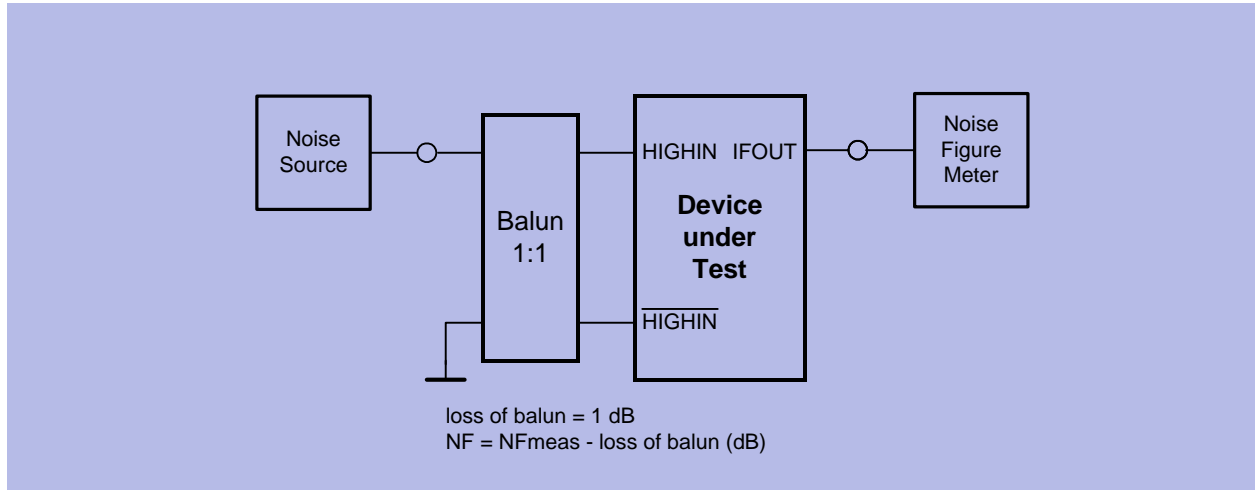 Noise
Source
Balun
1:1
HIGHIN IFOUT
Device
under
Test
HIGHIN
Noise
Figure
Meter
loss of balun = 1 dB
NF = NFmeas - loss of balun (dB)